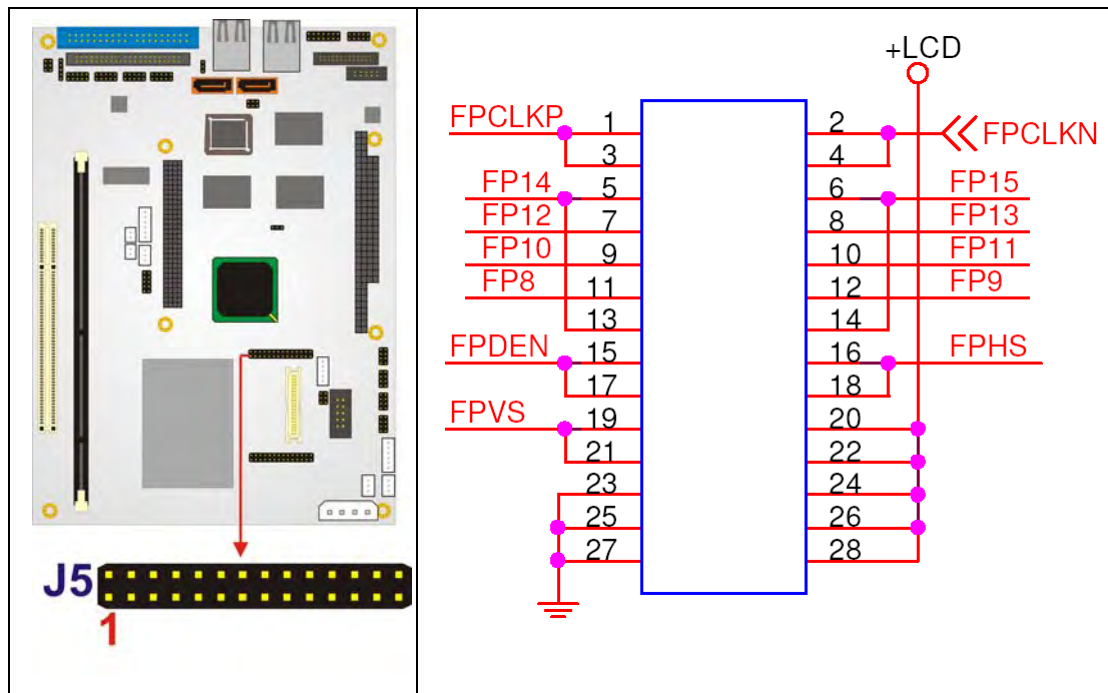 J5
1
+LCD
FPCLKP 1 2 FPCLKN
3 4
FP14 5 6 FP15
FP12 7 8 FP13
FP10 9 10 FP11
FP8 11 12 FP9
13 14
FPDEN 15 16 FPHS
17 18
FPVS 19 20
21 22
23 24
25 26
27 28